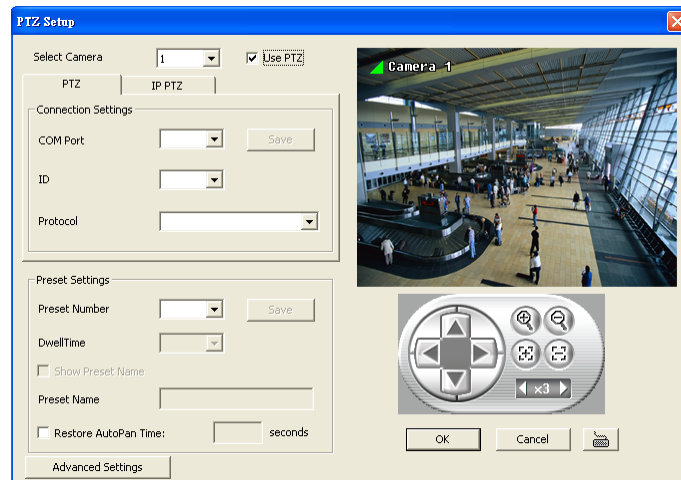 PTZ Setup
Select Camera 1 Use PTZ
PTZ IP PTZ
Connection Settings
COM Port Save
ID
Protocol
Preset Settings
Preset Number Save
DwellTime
Show Preset Name
Preset Name
Restore AutoPan Time: seconds
Advanced Settings
Camera 1
x3
OK Cancel